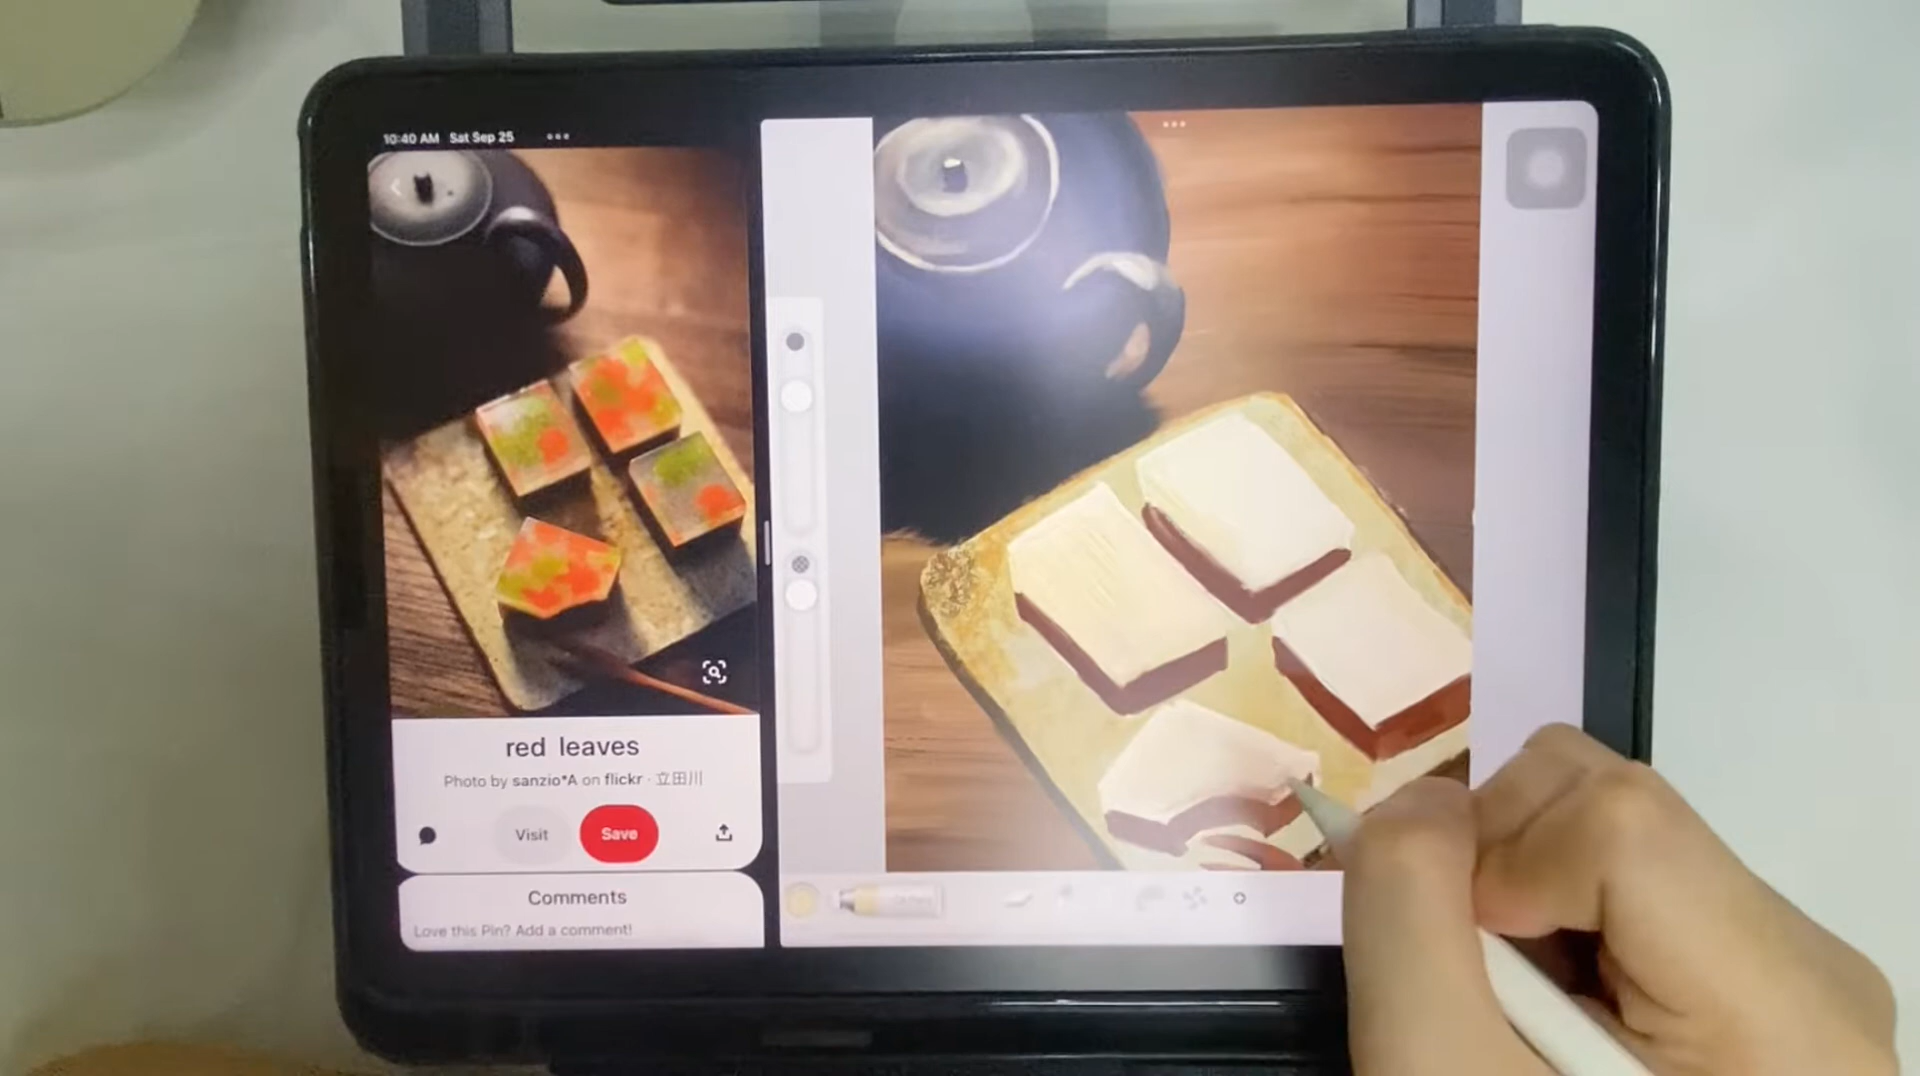 10:40 AM Sat Sep 25
red leaves
Photo by sanzio*A on flickr · 立田川
Visit
Save
Comments
Love this Pin? Add a comment!